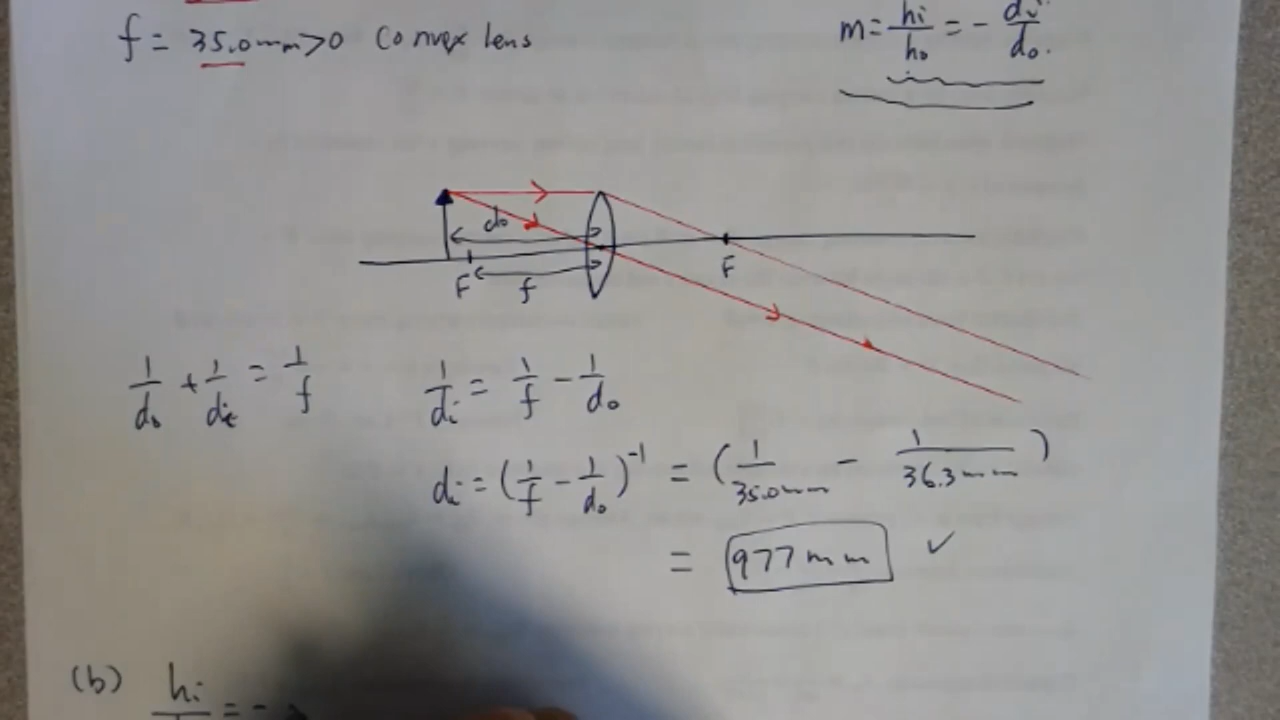 f = 35.0mm>0 Convex lens
m = hi/ho = - di/do
do
F f
F
1/do + 1/di = 1/f
1/di = 1/f - 1/do
di = (1/f - 1/do)^-1 = (1/35.0mm - 1/36.3mm)
= 977mm ✓
(b) hi
= -